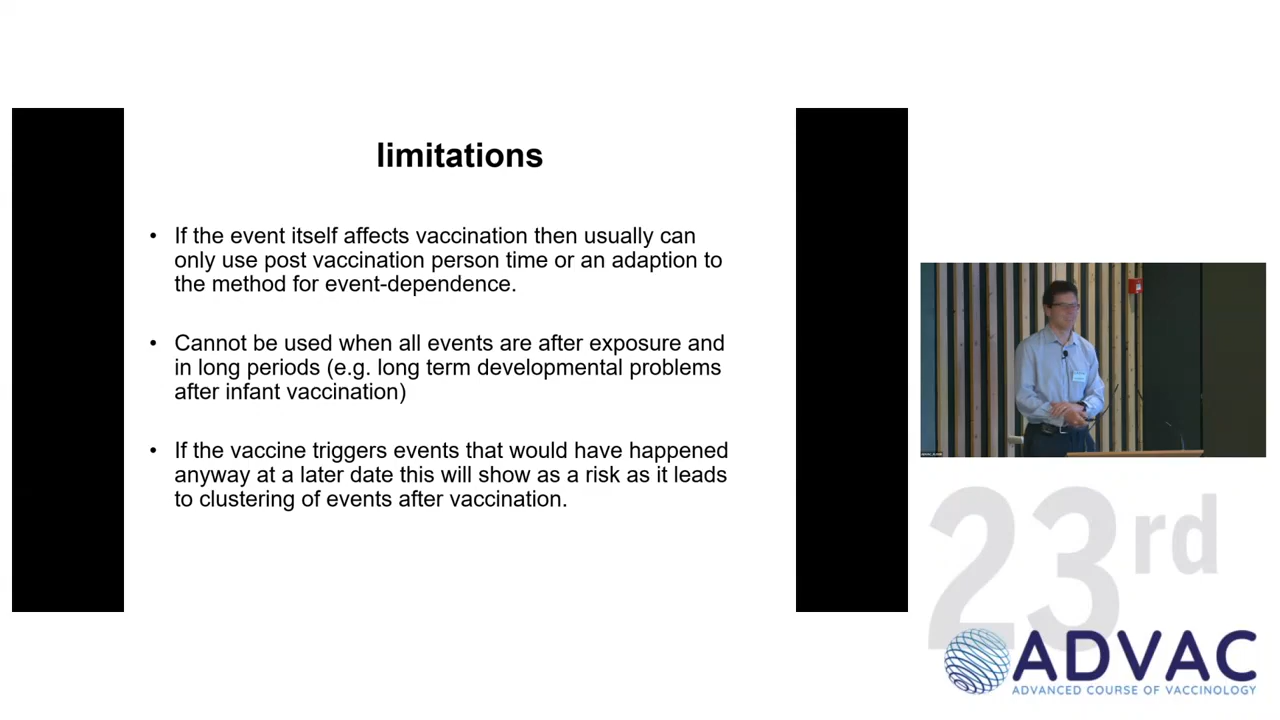 limitations
• If the event itself affects vaccination then usually can
only use post vaccination person time or an adaption to
the method for event-dependence.
• Cannot be used when all events are after exposure and
in long periods (e.g. long term developmental problems
after infant vaccination)
• If the vaccine triggers events that would have happened
anyway at a later date this will show as a risk as it leads
to clustering of events after vaccination.
23rd
ADVAC
ADVANCED COURSE OF VACCINOLOGY